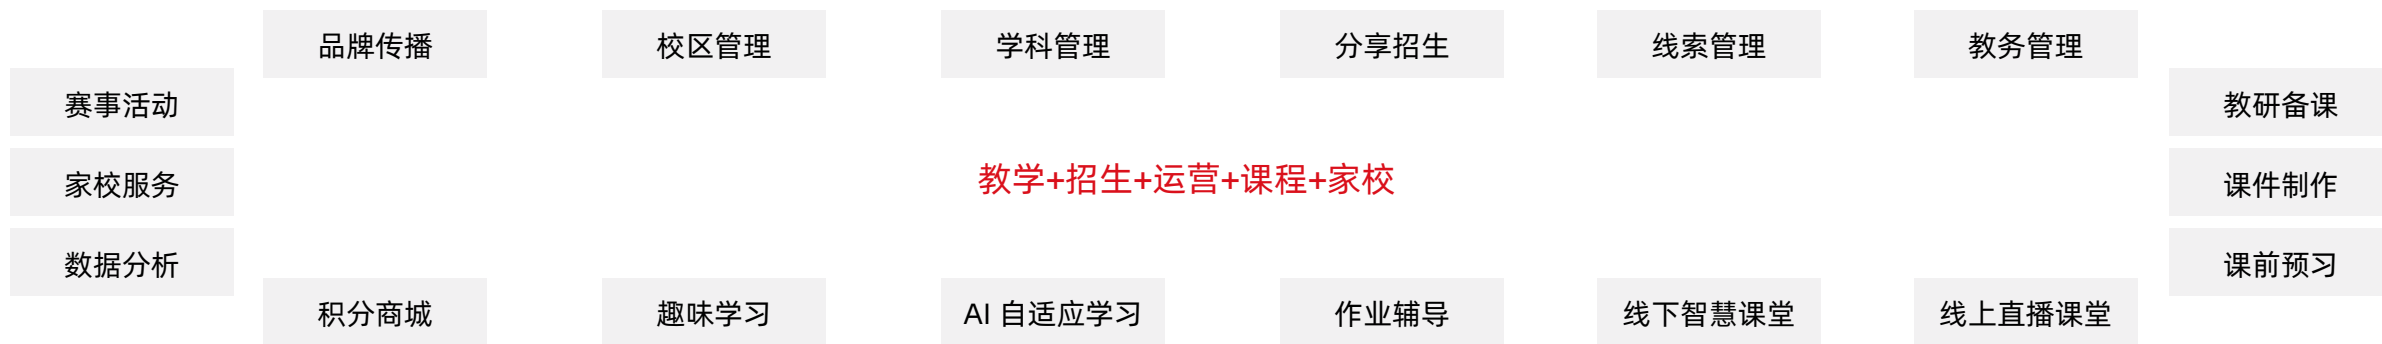 品牌传播
校区管理
学科管理
分享招生
线索管理
教务管理
赛事活动
教研备课
教学+招生+运营+课程+家校
家校服务
课件制作
数据分析
课前预习
积分商城
趣味学习
AI 自适应学习
作业辅导
线下智慧课堂
线上直播课堂